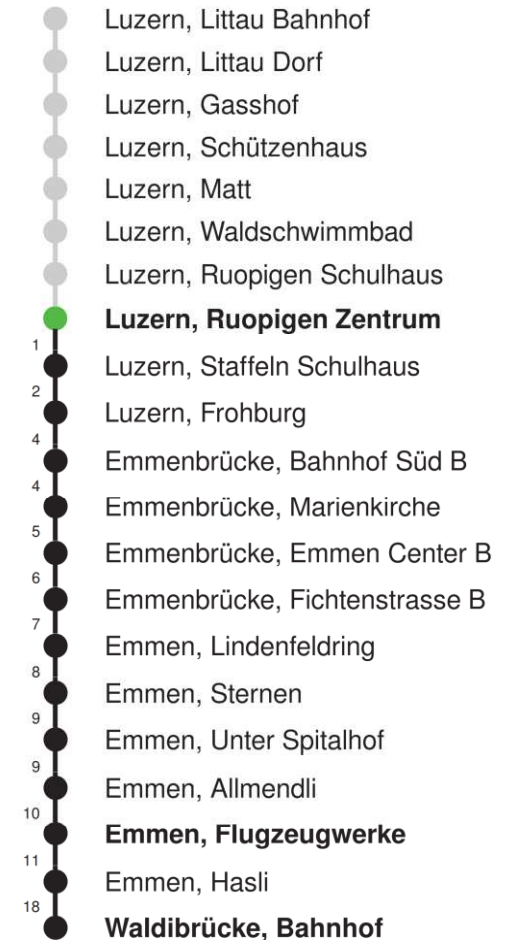 Luzern, Littau Bahnhof
Luzern, Littau Dorf
Luzern, Gasshof
Luzern, Schützenhaus
Luzern, Matt
Luzern, Waldschwimmbad
Luzern, Ruopigen Schulhaus
Luzern, Ruopigen Zentrum
1
Luzern, Staffeln Schulhaus
2
Luzern, Frohburg
4
Emmenbrücke, Bahnhof Süd B
4
Emmenbrücke, Marienkirche
5
Emmenbrücke, Emmen Center B
6
Emmenbrücke, Fichtenstrasse B
7
Emmen, Lindenfeldring
8
Emmen, Sternen
9
Emmen, Unter Spitalhof
9
Emmen, Allmendli
10
Emmen, Flugzeugwerke
11
Emmen, Hasli
18
Waldibrücke, Bahnhof